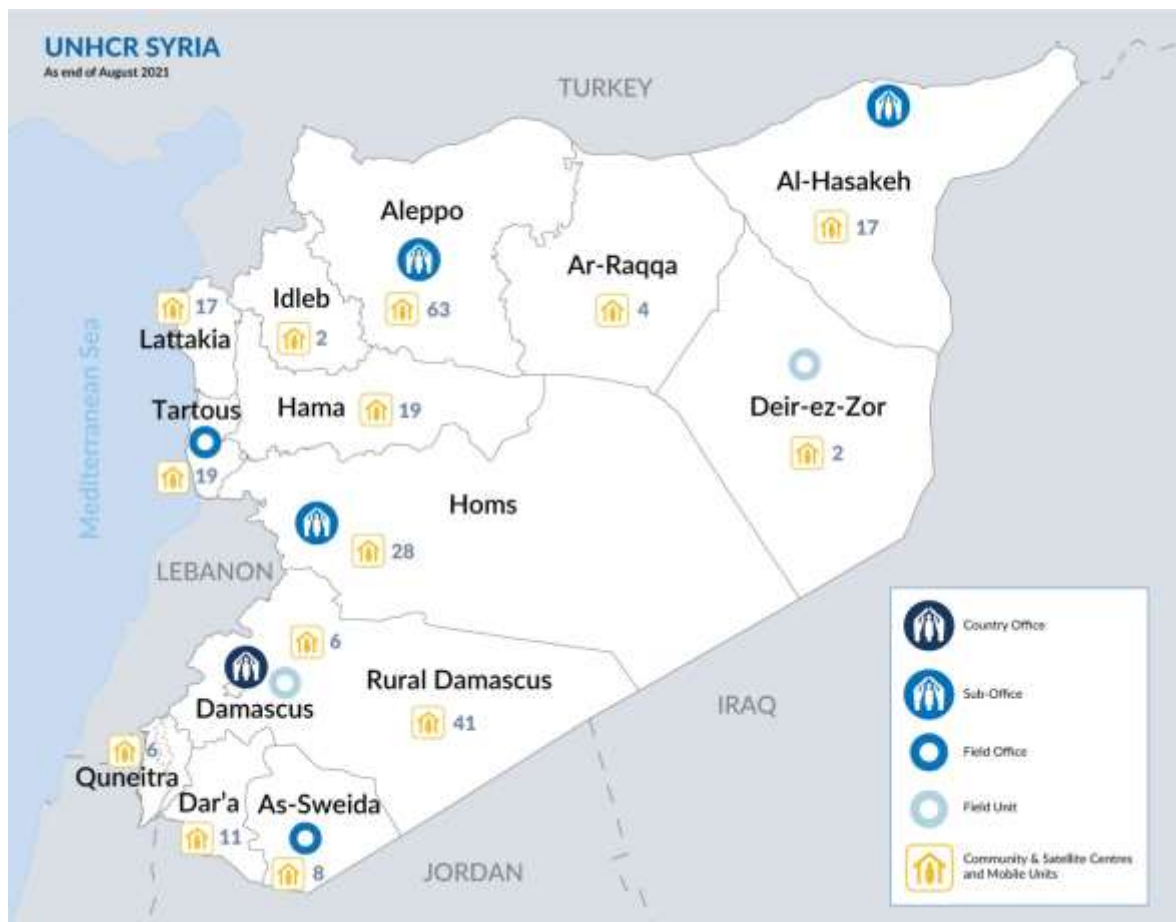 UNHCR SYRIA
As end of August 2021
TURKEY
Al-Hasakeh
17
Aleppo
63
Ar-Raqqa
4
Idleb
2
17
Lattakia
Mediterranean Sea
Tartous
19
Hama
19
Deir-ez-Zor
2
Homs
28
LEBANON
6
Damascus
Rural Damascus
41
IRAQ
6
Quneitra
Dar'a
11
As-Sweida
8
JORDAN
Country Office
Sub-Office
Field Office
Field Unit
Community & Satellite Centres
and Mobile Units